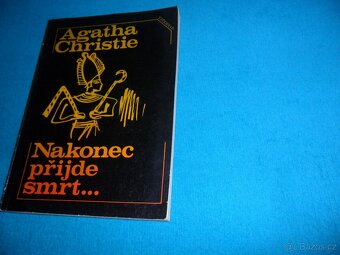 Agatha
Christie
Nakonec
přijde
smrt...
© Bazos.cz